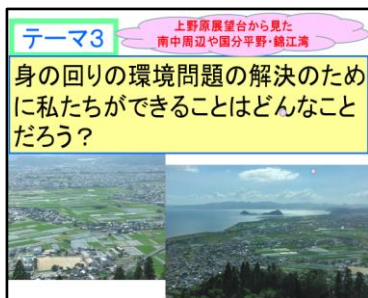 テーマ3
上野原展望台から見た
南中周辺や国分平野・錦江湾
身の回りの環境問題の解決のため
に私たちができることはどんなこと
だろう？